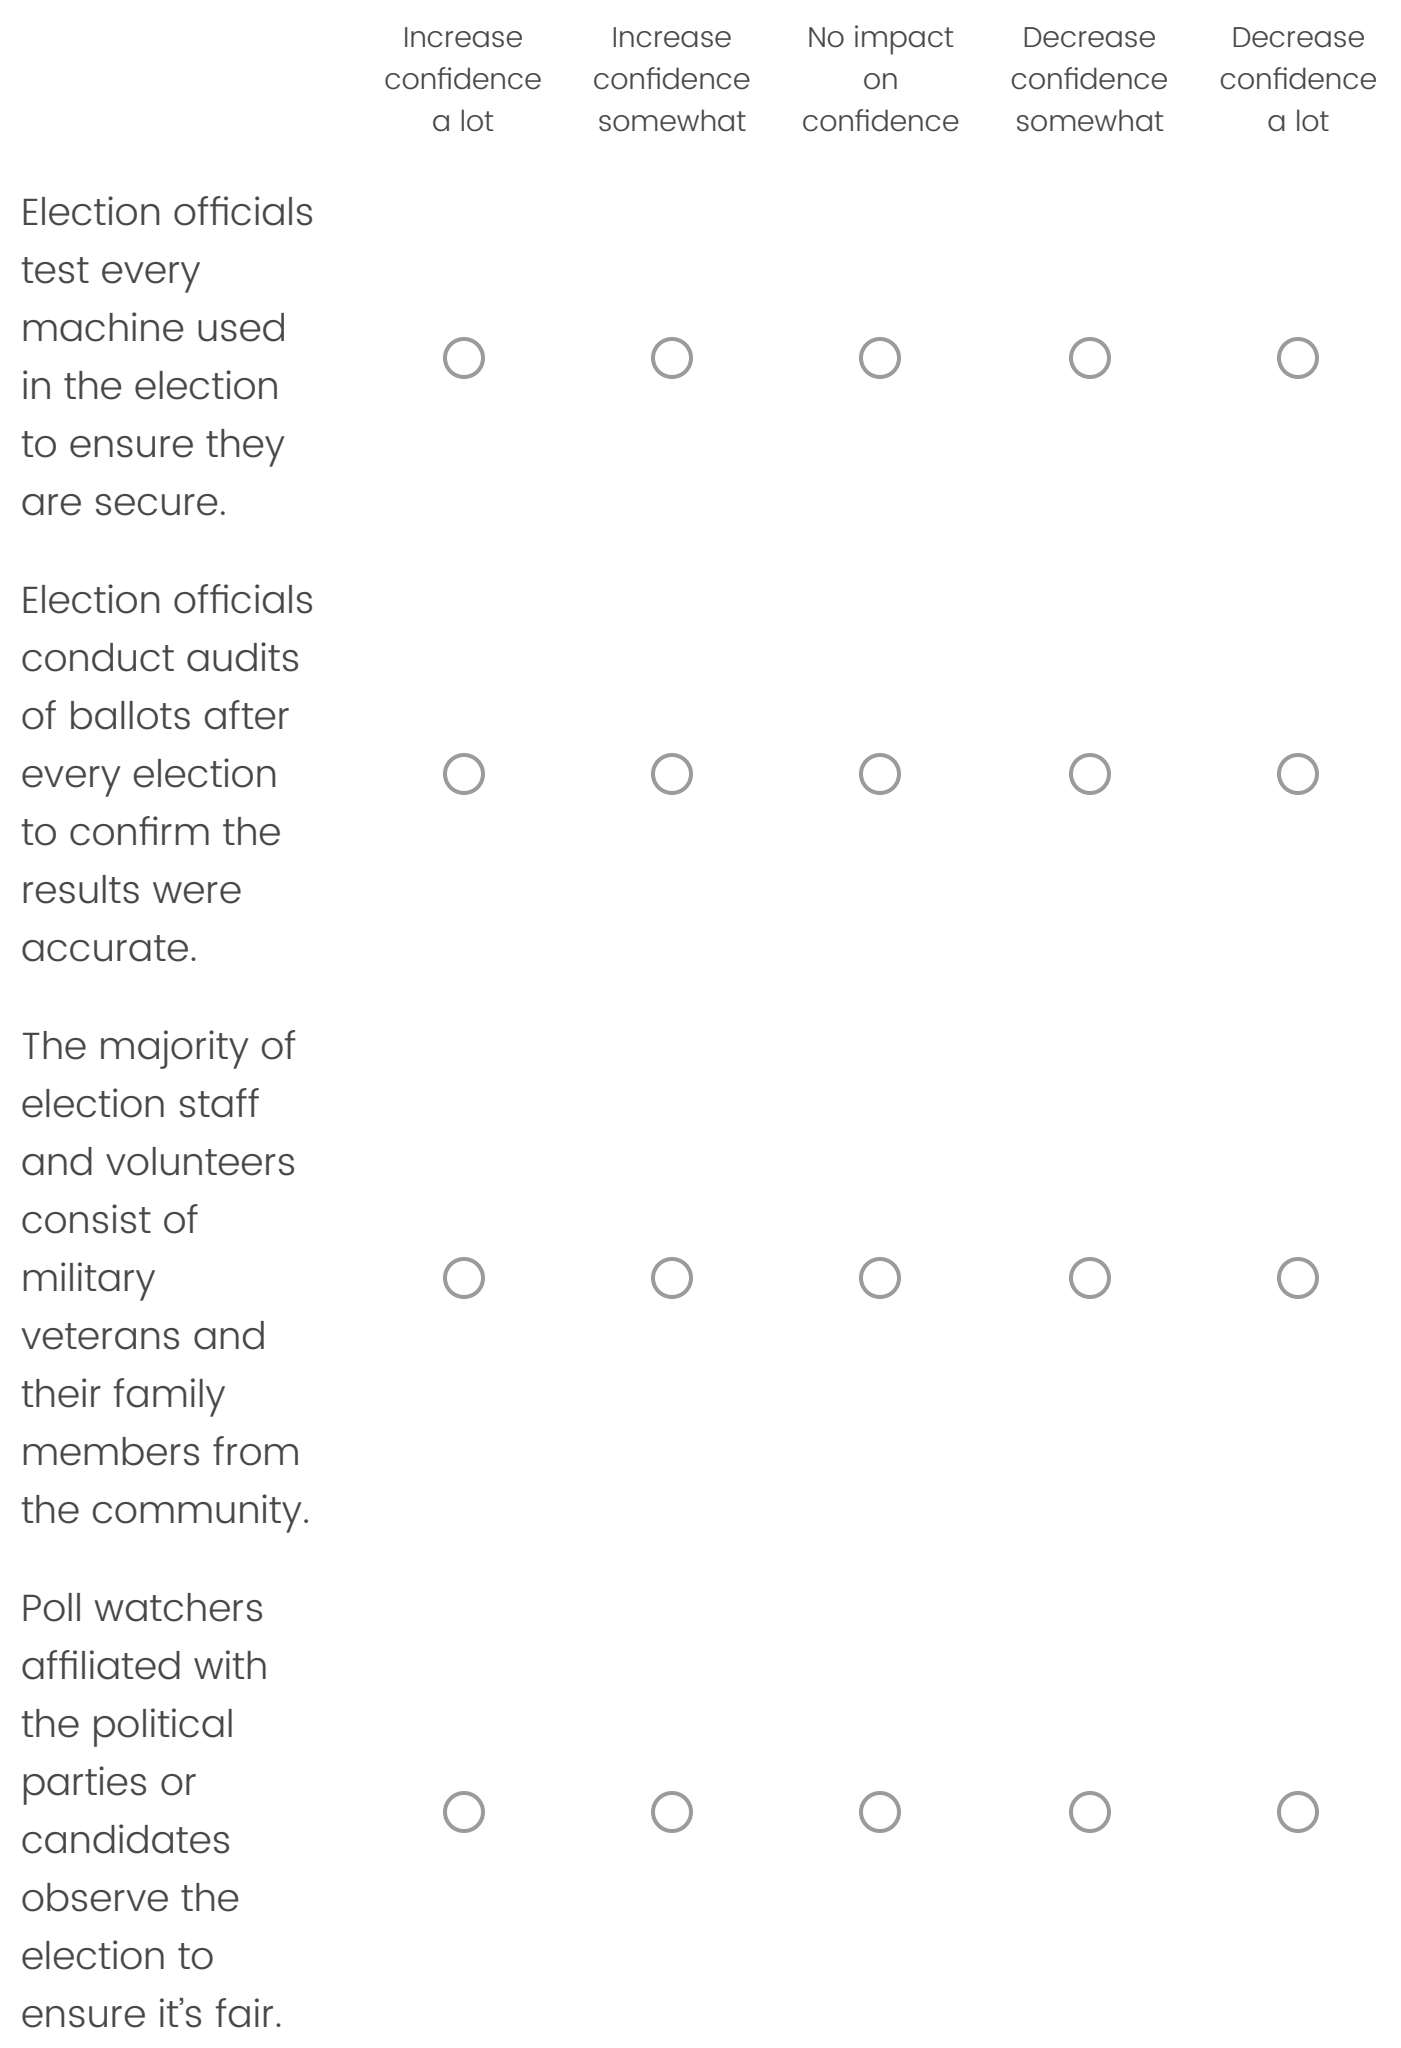 Increase confidence a lot
Increase confidence somewhat
No impact on confidence
Decrease confidence somewhat
Decrease confidence a lot
Election officials
test every
machine used
in the election
to ensure they
are secure.
Election officials
conduct audits
of ballots after
every election
to confirm the
results were
accurate.
The majority of
election staff
and volunteers
consist of
military
veterans and
their family
members from
the community.
Poll watchers
affiliated with
the political
parties or
candidates
observe the
election to
ensure it’s fair.